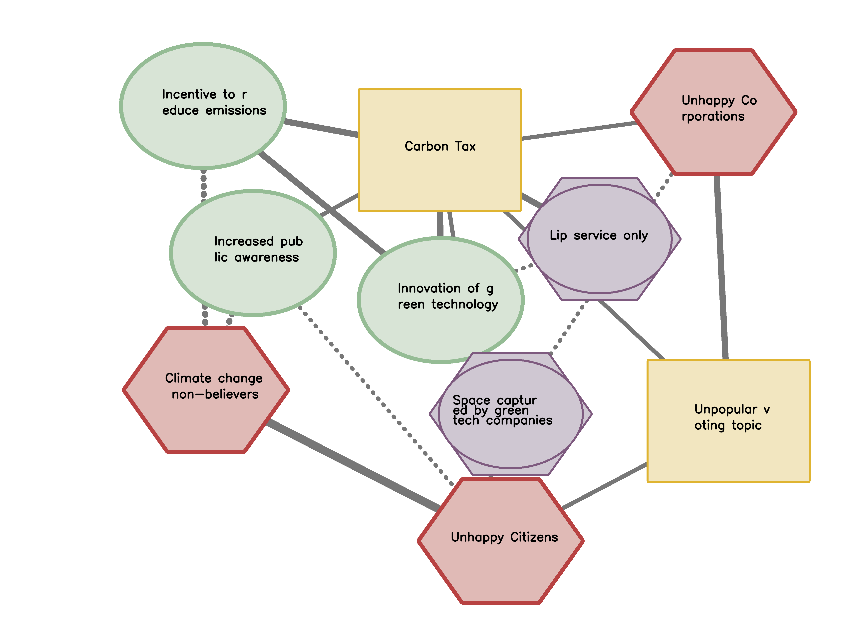 Incentive to r
educe emissions
Carbon Tax
Unhappy Co
rporations
Increased pub
lic awareness
Lip service only
Innovation of g
reen technology
Climate change
non-believers
Space captur
ed by green
tech companies
Unpopular v
oting topic
Unhappy Citizens